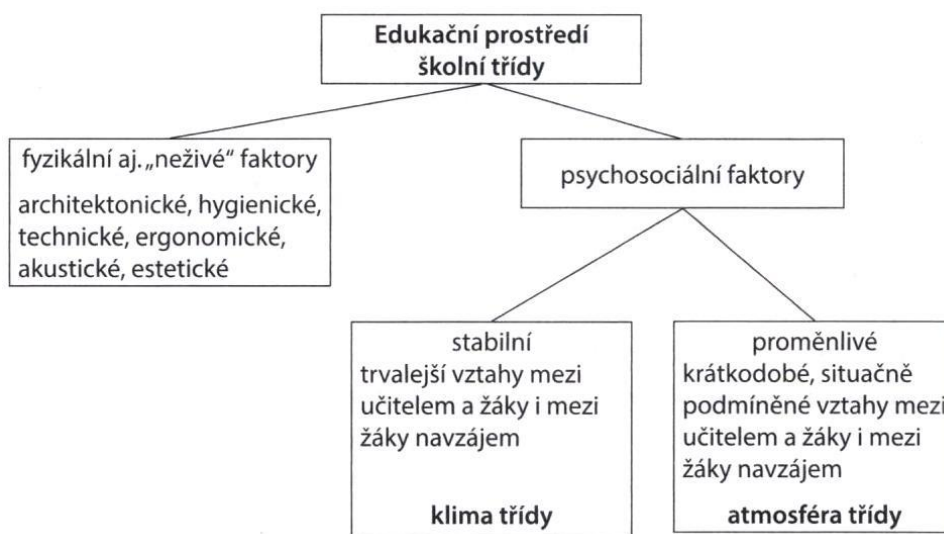 Edukační prostředí
školní třídy
fyzikální aj. „neživé“ faktory
architektonické, hygienické,
technické, ergonomické,
akustické, estetické
psychosociální faktory
stabilní
trvalejší vztahy mezi
učitelem a žáky i mezi
žáky navzájem
klima třídy
proměnlivé
krátkodobé, situačně
podmíněné vztahy mezi
učitelem a žáky i mezi
žáky navzájem
atmosféra třídy